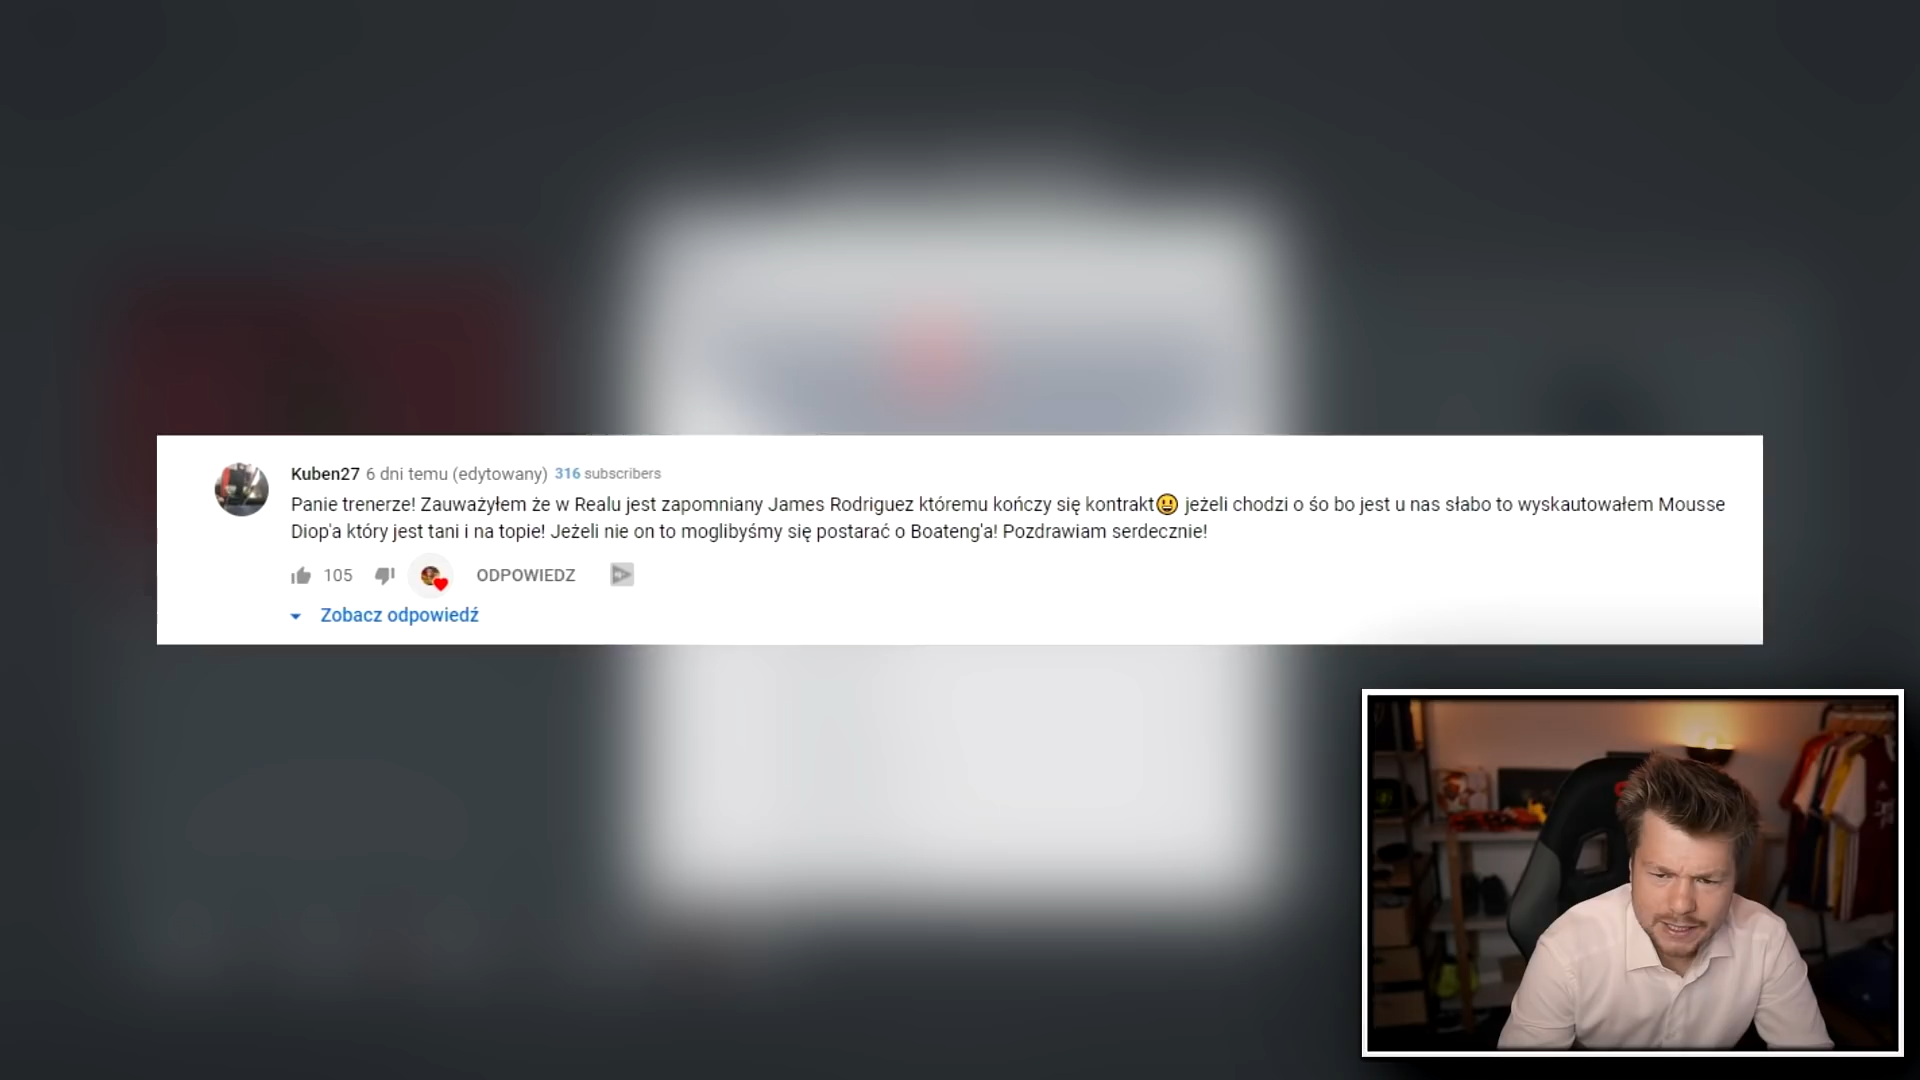 Kuben27 6 dni temu (edytowany) 316 subscribers
Panie trenerze! Zauważyłem że w Realu jest zapomniany James Rodriguez któremu kończy się kontrakt😃 jeżeli chodzi o śo bo jest u nas słabo to wyskautowałem Mousse
Diop'a który jest tani i na topie! Jeżeli nie on to moglibyśmy się postarać o Boateng'a! Pozdrawiam serdecznie!
105 ODPOWIEDZ
Zobacz odpowiedź